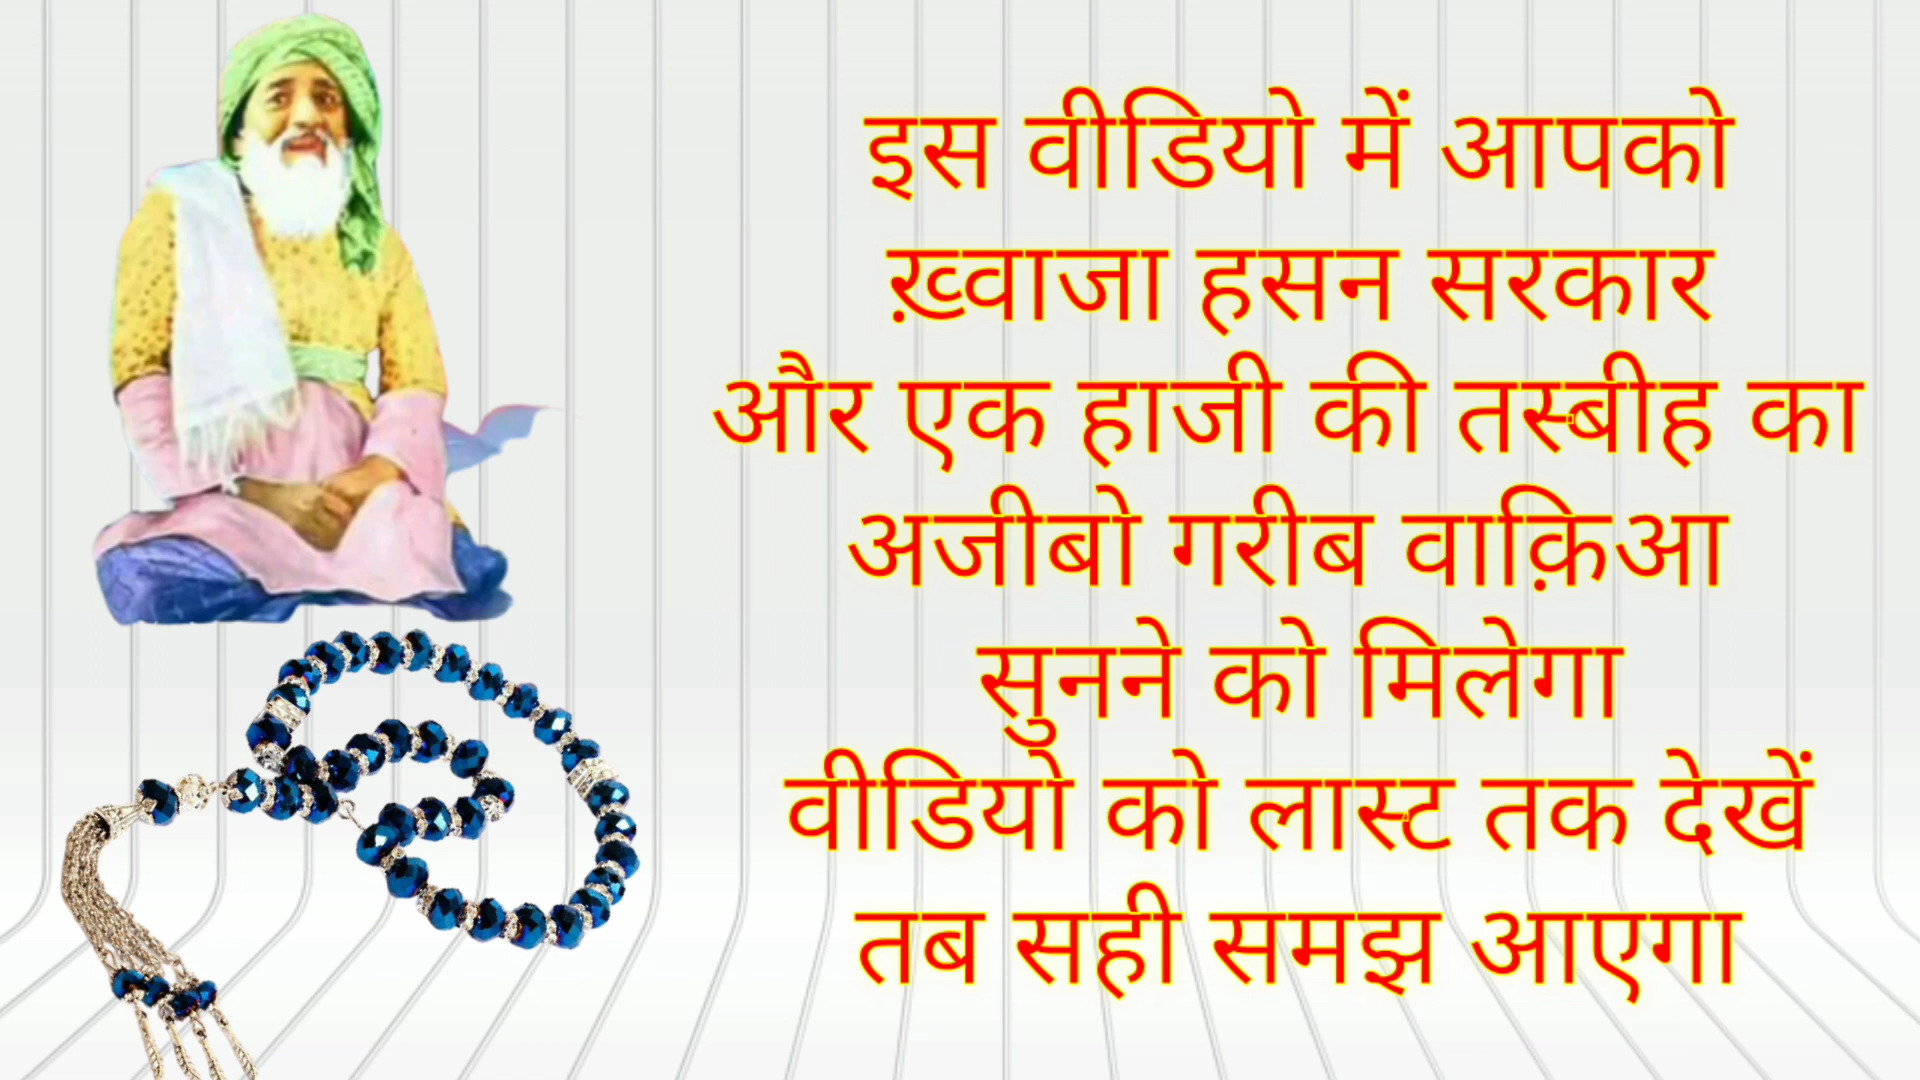 इस वीडियो में आपको
ख़्वाजा हसन सरकार
और एक हाजी की तस्बीह का
अजीबो गरीब वाक़िआ
सुनने को मिलेगा
वीडियो को लास्ट तक देखें
तब सही समझ आएगा